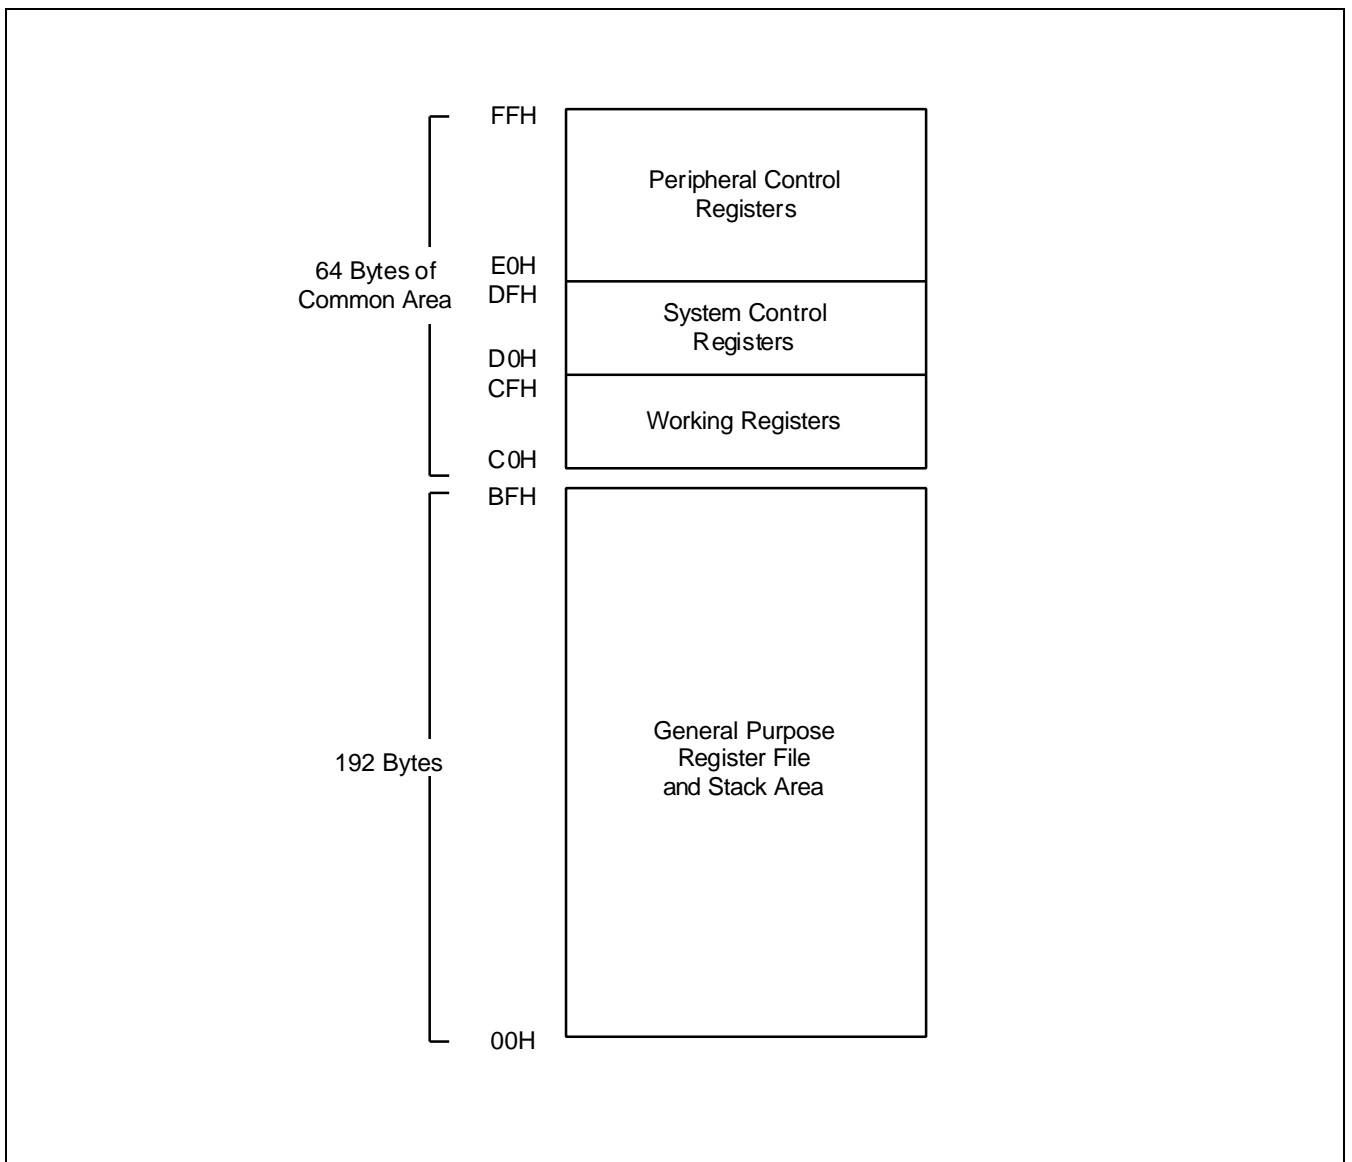 FFH
Peripheral Control
Registers
64 Bytes of
Common Area
E0H
DFH
System Control
Registers
D0H
CFH
Working Registers
C0H
BFH
192 Bytes
General Purpose
Register File
and Stack Area
00H